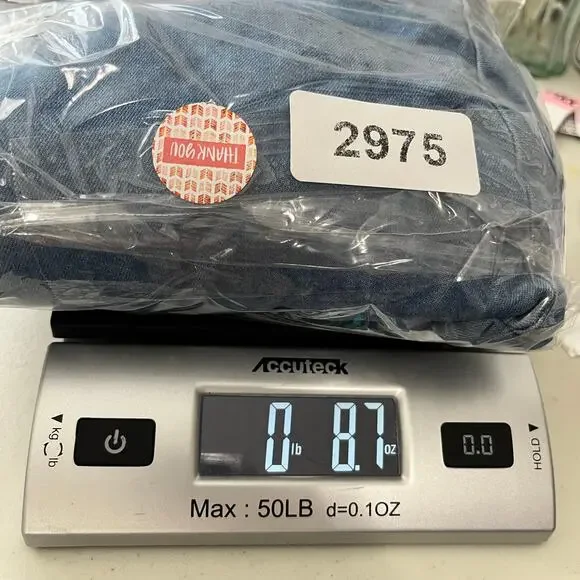 THANK YOU
2975
Accuteck
kg lb
0 lb 8.7 oz
0.0
HOLD
Max : 50LB d=0.1OZ